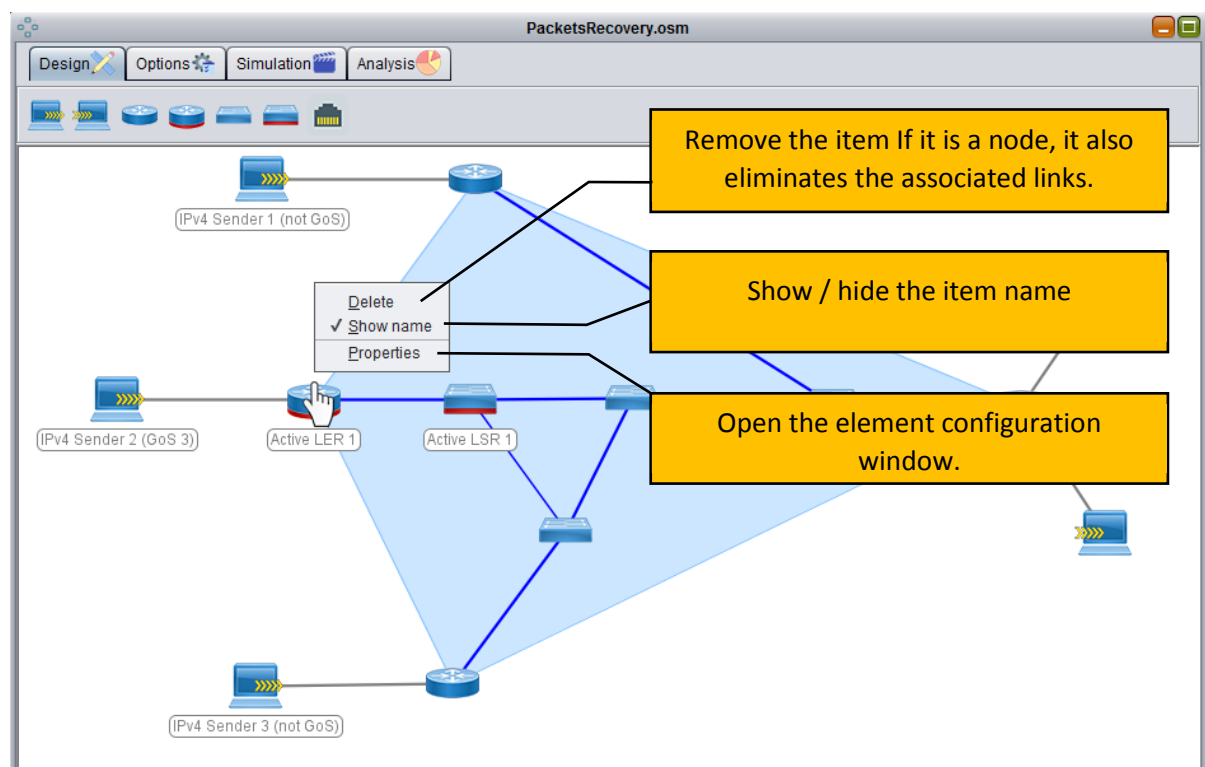 PacketsRecovery.osm
Design
Options
Simulation
Analysis
Remove the item If it is a node, it also
eliminates the associated links.
IPv4 Sender 1 (not GoS)
Delete
Show name
Properties
Show / hide the item name
Open the element configuration
window.
IPv4 Sender 2 (GoS 3)
Active LER 1
Active LSR 1
IPv4 Sender 3 (not GoS)